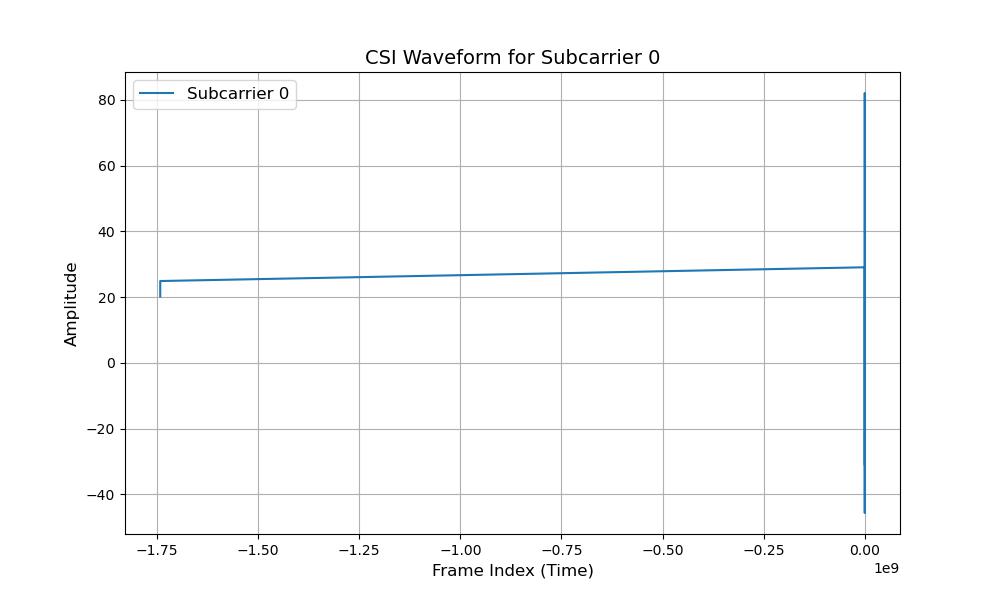 CSI Waveform for Subcarrier 0
Subcarrier 0
80
60
40
20
0
−20
−40
Amplitude
−1.75 −1.50 −1.25 −1.00 −0.75 −0.50 −0.25 0.00
1e9
Frame Index (Time)